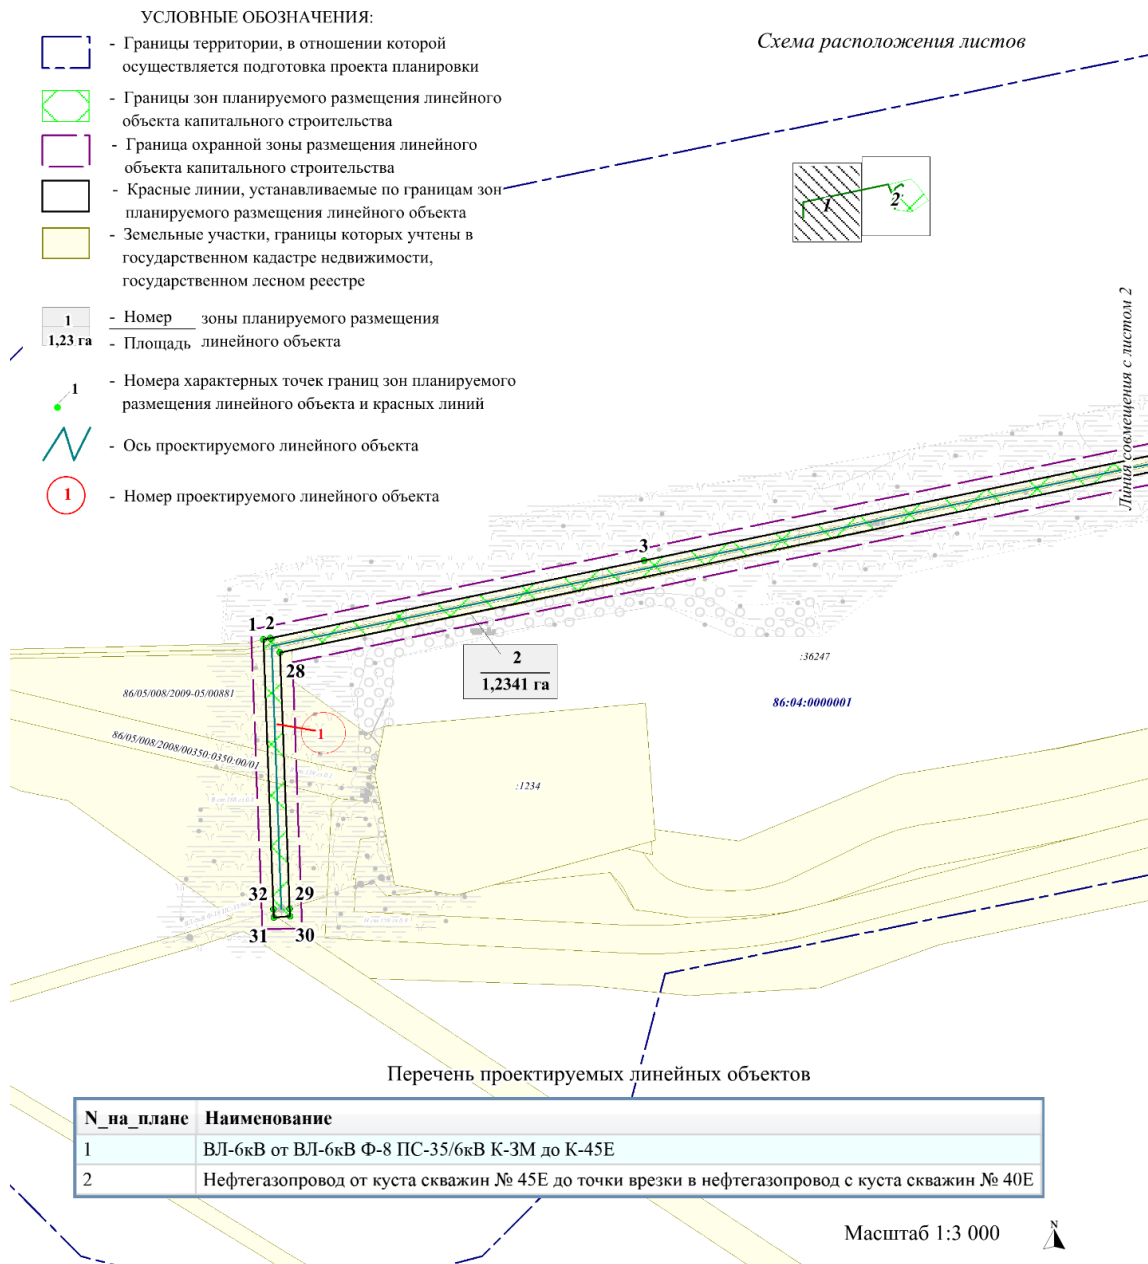 УСЛОВНЫЕ ОБОЗНАЧЕНИЯ:
- Границы территории, в отношении которой
осуществляется подготовка проекта планировки
- Границы зон планируемого размещения линейного
объекта капитального строительства
- Граница охранной зоны размещения линейного
объекта капитального строительства
- Красные линии, устанавливаемые по границам зон
планируемого размещения линейного объекта
- Земельные участки, границы которых учтены в
государственном кадастре недвижимости,
государственном лесном реестре
1
1,23 га
- Номер
- Площадь
зоны планируемого размещения
линейного объекта
1
- Номера характерных точек границ зон планируемого
размещения линейного объекта и красных линий
- Ось проектируемого линейного объекта
1
- Номер проектируемого линейного объекта
Схема расположения листов
1
2
Линия совмещения с листом 2
3
1 2
28
2
1,2341 га
:36247
86:04:0000001
86/05/008/2009-05/00881
86/05/008/2008/00350:0350:00/01
1
:1234
32 29
31 30
Перечень проектируемых линейных объектов
N_на_плане Наименование
1 ВЛ-6кВ от ВЛ-6кВ Ф-8 ПС-35/6кВ К-3М до К-45Е
2 Нефтегазопровод от куста скважин № 45Е до точки врезки в нефтегазопровод с куста скважин № 40Е
Масштаб 1:3 000
N